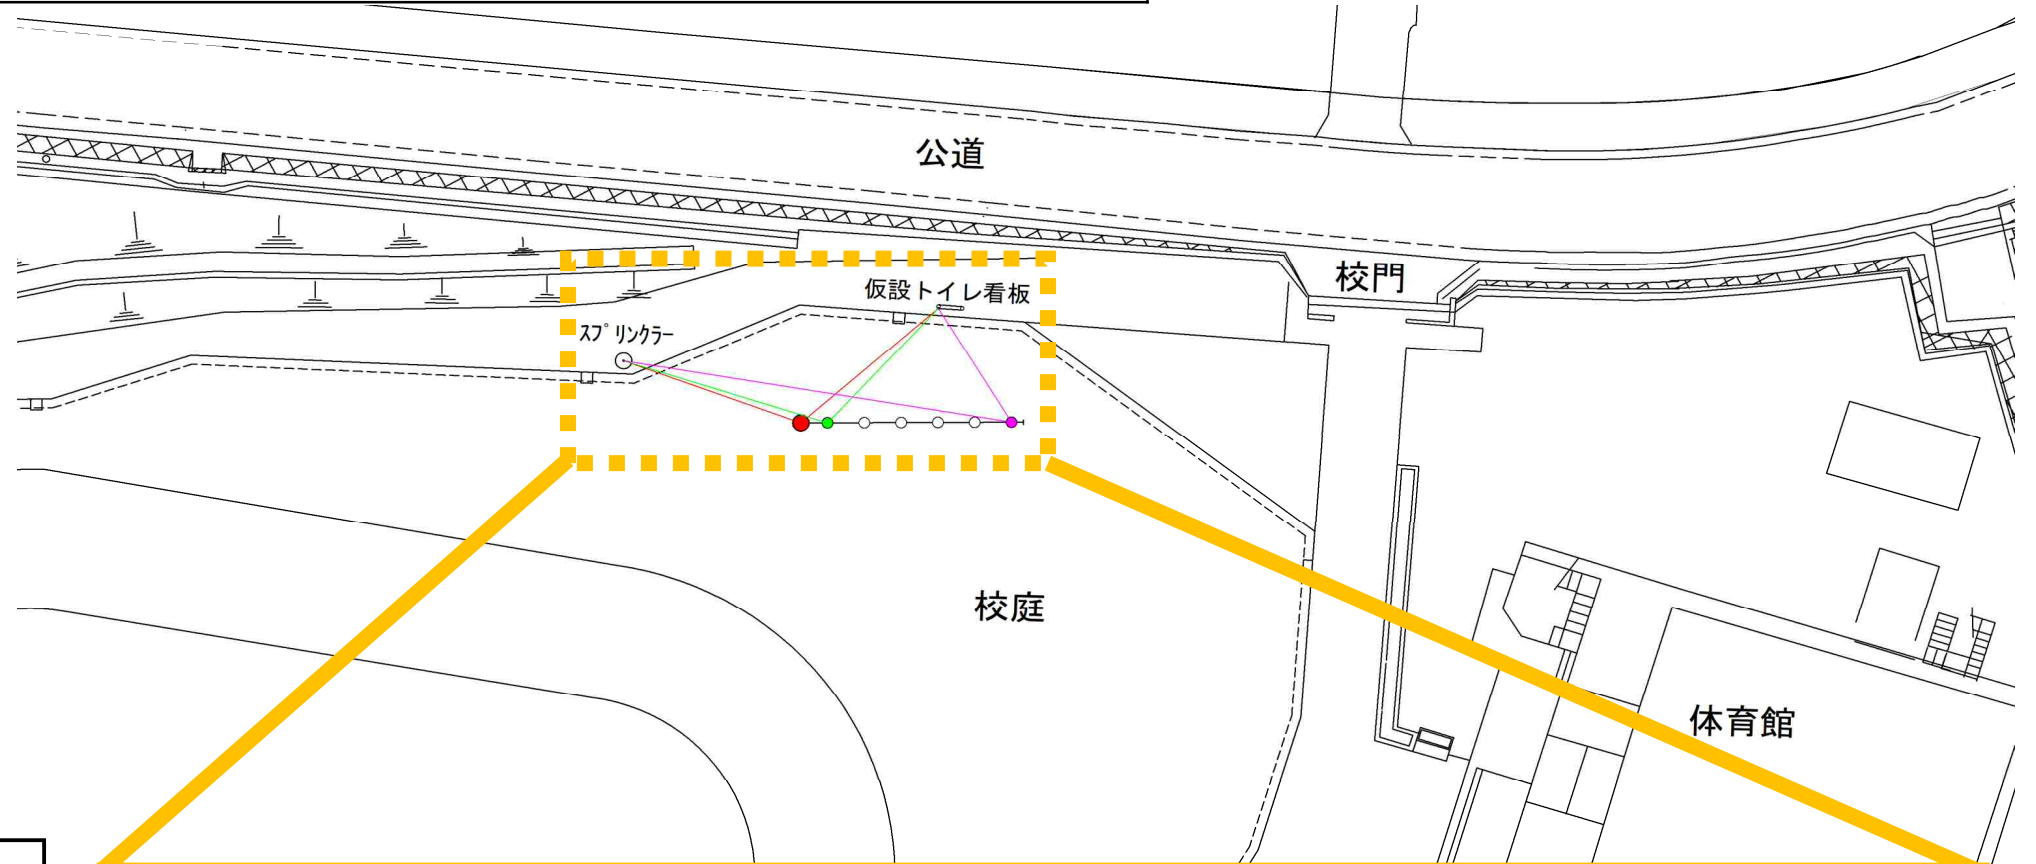 公道
校門
仮設トイレ看板
ｽﾌﾟﾘﾝｸﾗｰ
校庭
体育館